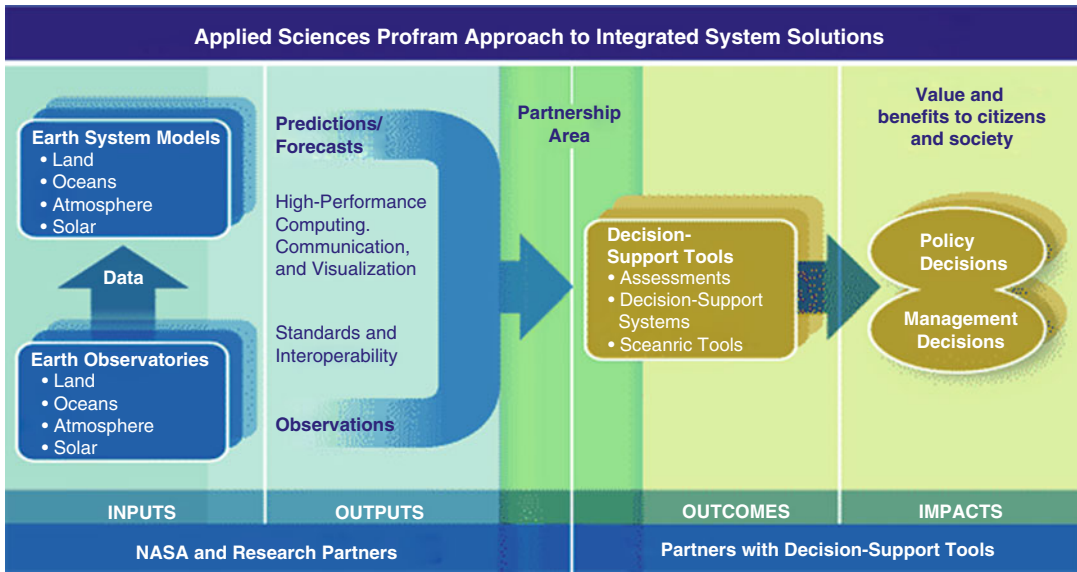 Applied Sciences Profram Approach to Integrated System Solutions
Earth System Models
• Land
• Oceans
• Atmosphere
• Solar
Data
Earth Observatories
• Land
• Oceans
• Atmosphere
• Solar
Predictions/
Forecasts
High-Performance
Computing.
Communication,
and Visualization
Standards and
Interoperability
Observations
Partnership
Area
Decision-
Support Tools
• Assessments
• Decision-Support
Systems
• Sceanric Tools
Value and
benefits to citizens
and society
Policy
Decisions
Management
Decisions
INPUTS
OUTPUTS
OUTCOMES
IMPACTS
NASA and Research Partners
Partners with Decision-Support Tools